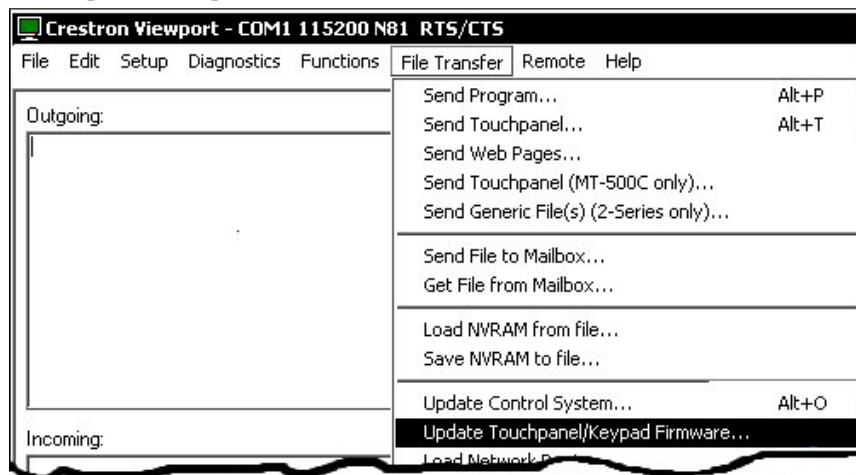 Crestron Viewport - COM1 115200 N81 RTS/CTS
File Edit Setup Diagnostics Functions File Transfer Remote Help
Outgoing:
Send Program... Alt+P
Send Touchpanel... Alt+T
Send Web Pages...
Send Touchpanel (MT-500C only)...
Send Generic File(s) (2-Series only)...
Send File to Mailbox...
Get File from Mailbox...
Load NVRAM from file...
Save NVRAM to file...
Update Control System... Alt+O
Update Touchpanel/Keypad Firmware...
Load Network
Incoming: